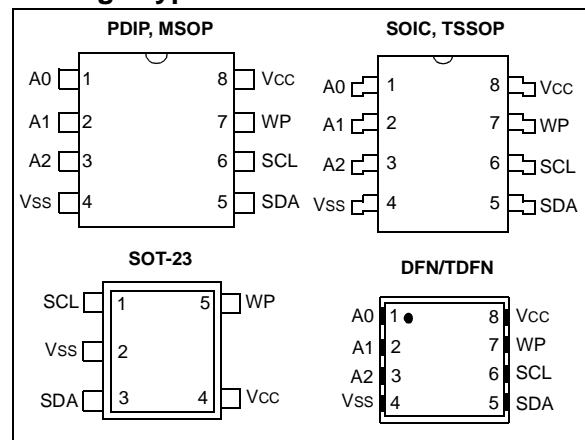 PDIP, MSOP
A0 1 8 VCC
A1 2 7 WP
A2 3 6 SCL
VSS 4 5 SDA
SOIC, TSSOP
A0 1 8 VCC
A1 2 7 WP
A2 3 6 SCL
VSS 4 5 SDA
SOT-23
SCL 1 5 WP
VSS 2
SDA 3 4 VCC
DFN/TDFN
A0 1 8 VCC
A1 2 7 WP
A2 3 6 SCL
VSS 4 5 SDA